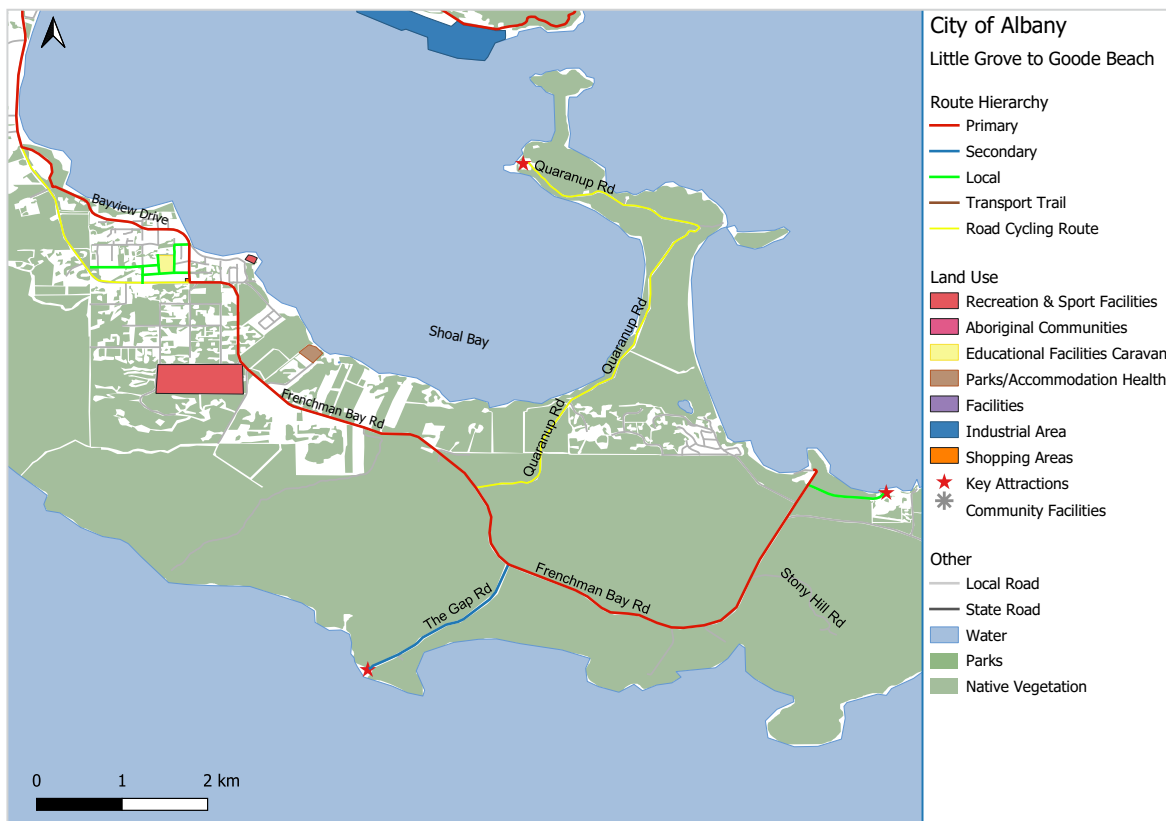 City of Albany
Little Grove to Goode Beach
Route Hierarchy
Primary
Secondary
Local
Transport Trail
Road Cycling Route
Land Use
Recreation & Sport Facilities
Aboriginal Communities
Educational Facilities Caravan
Parks/Accommodation Health
Facilities
Industrial Area
Shopping Areas
Key Attractions
Community Facilities
Other
Local Road
State Road
Water
Parks
Native Vegetation
Quaranup Rd
Bayview Drive
Quaranup Rd
Shoal Bay
Frenchman Bay Rd
Quaranup Rd
Frenchman Bay Rd
The Gap Rd
Stony Hill Rd
0 1 2 km